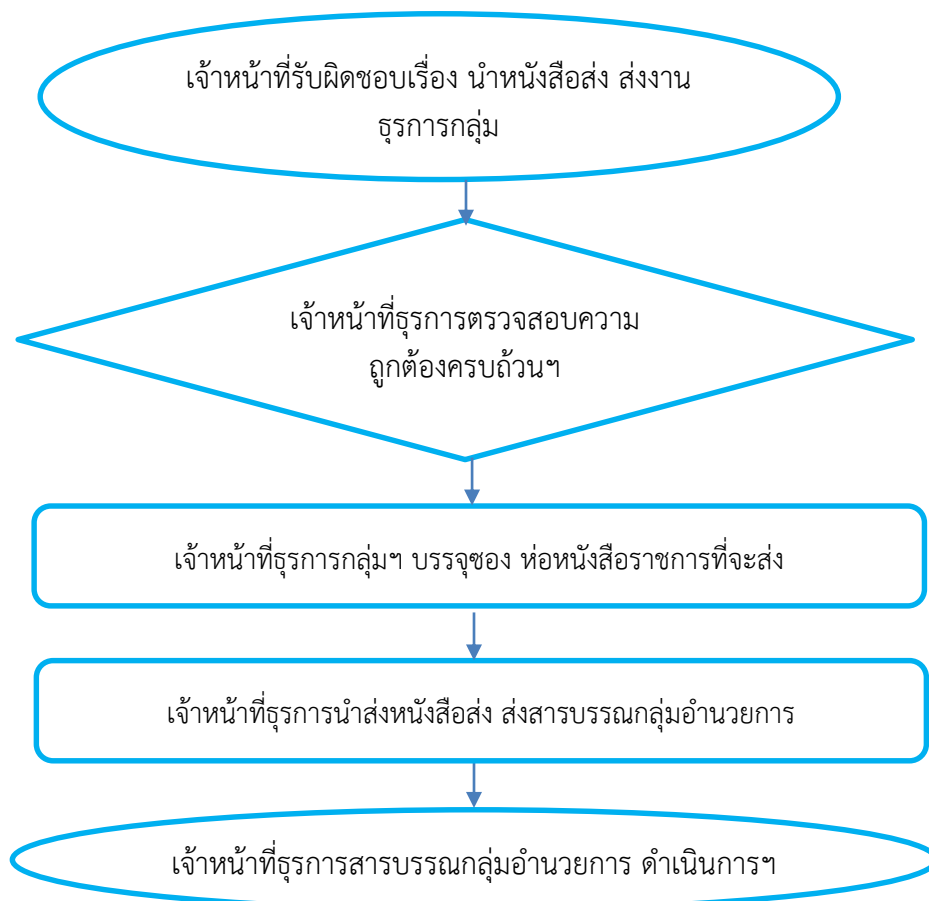 เจ้าหน้าที่รับผิดชอบเรื่อง นำหนังสือส่ง ส่งงาน
ธุรการกลุ่ม
เจ้าหน้าที่ธุรการตรวจสอบความ
ถูกต้องครบถ้วนฯ
เจ้าหน้าที่ธุรการกลุ่มฯ บรรจุซอง ห่อหนังสือราชการที่จะส่ง
เจ้าหน้าที่ธุรการนำส่งหนังสือส่ง ส่งสารบรรณกลุ่มอำนวยการ
เจ้าหน้าที่ธุรการสารบรรณกลุ่มอำนวยการ ดำเนินการฯ